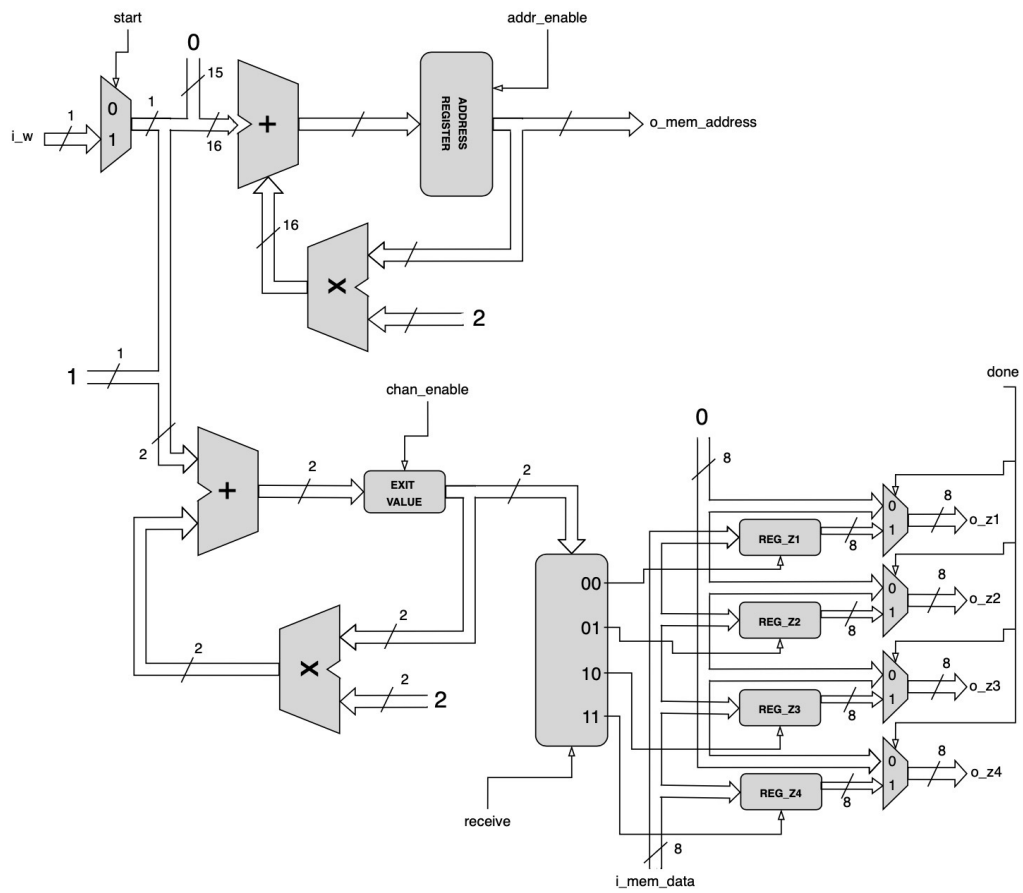 start
addr_enable
0
15
1
1
0
1
i_w
16
+
ADDRESS
REGISTER
o_mem_address
16
X
2
1
1
done
chan_enable
0
2
8
2
2
+
EXIT
VALUE
8
0
1
o_z1
REG_Z1
8
00
8
0
1
o_z2
01
REG_Z2
8
2
2
X
10
8
0
1
o_z3
2
2
11
REG_Z3
8
8
0
1
o_z4
REG_Z4
8
receive
8
i_mem_data